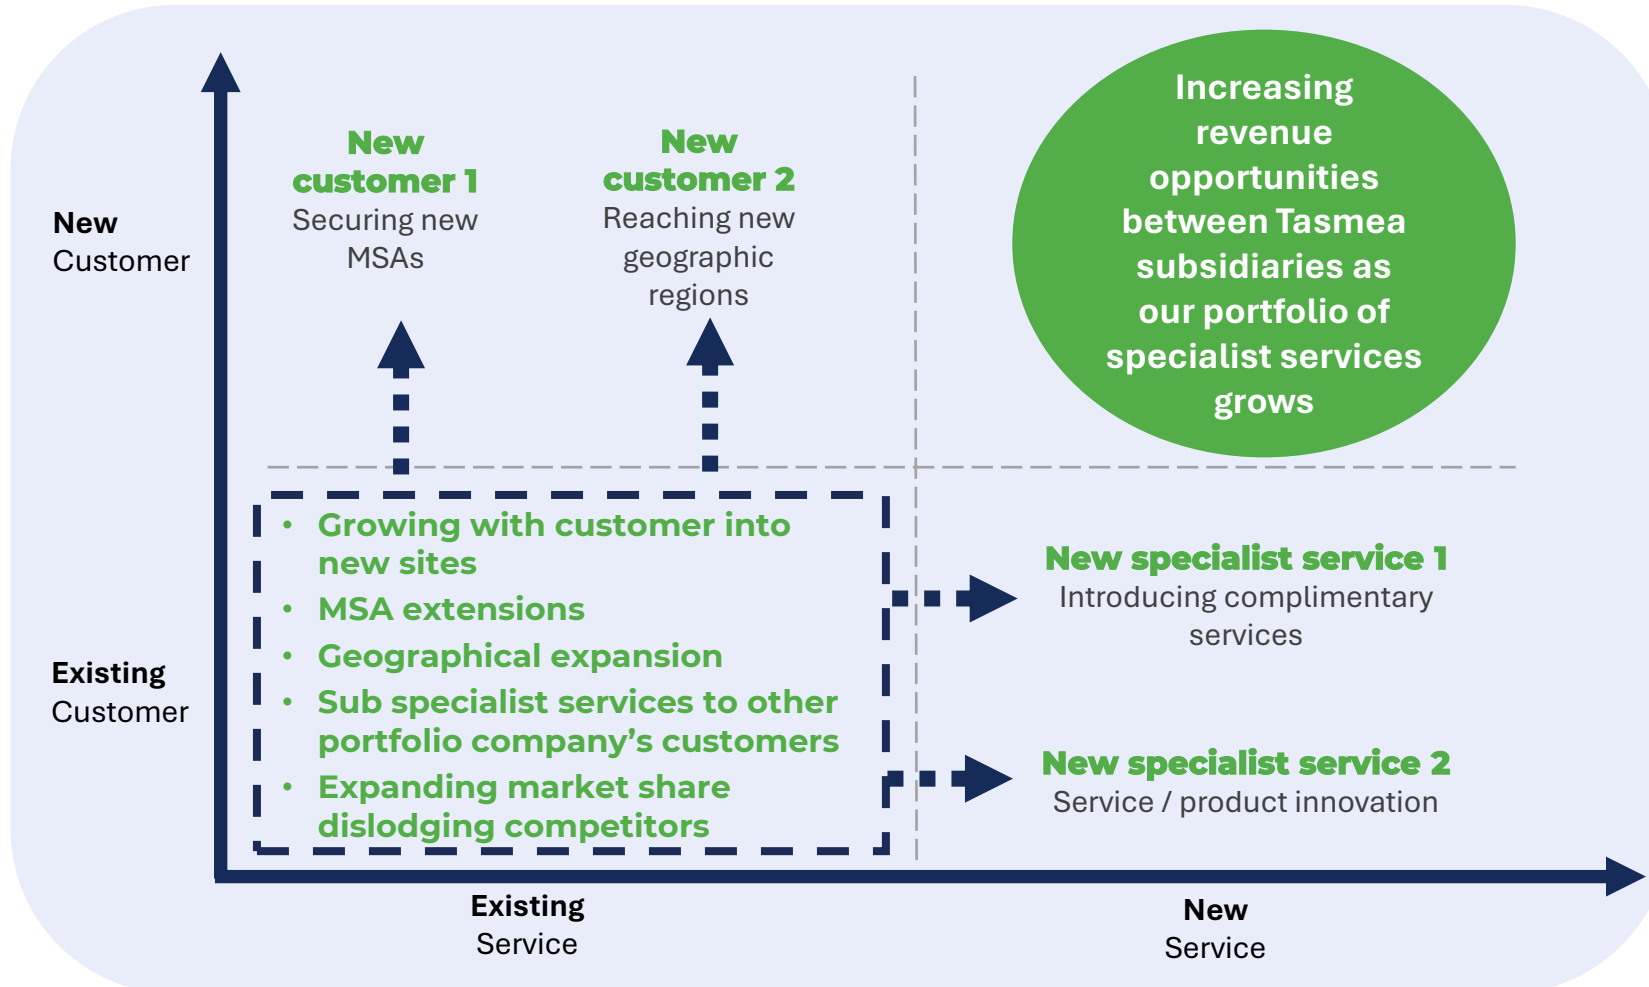 New
Customer
New
customer 1
Securing new
MSAs
New
customer 2
Reaching new
geographic
regions
Increasing
revenue
opportunities
between Tasmea
subsidiaries as
our portfolio of
specialist services
grows
Existing
Customer
• Growing with customer into
new sites
• MSA extensions
• Geographical expansion
• Sub specialist services to other
portfolio company’s customers
• Expanding market share
dislodging competitors
New specialist service 1
Introducing complimentary
services
New specialist service 2
Service / product innovation
Existing
Service
New
Service